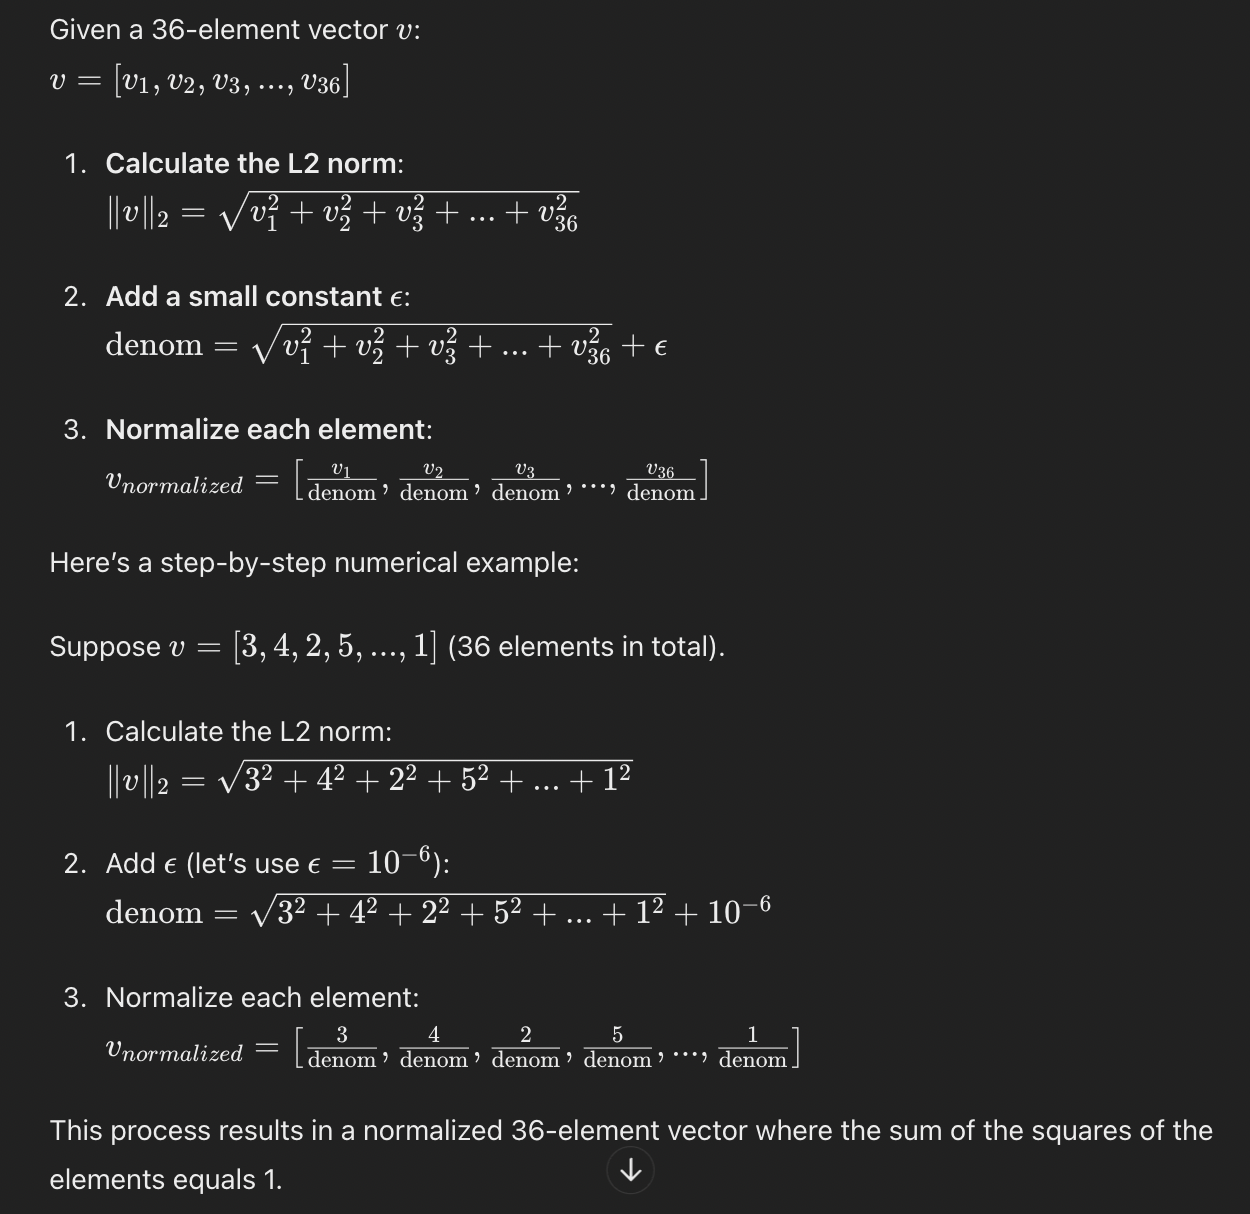 Given a 36-element vector v:
v = [v₁, v₂, v₃, ..., v₃₆]
1. Calculate the L2 norm:
‖v‖₂ = √(v₁² + v₂² + v₃² + ... + v₃₆²)
2. Add a small constant ϵ:
denom = √(v₁² + v₂² + v₃² + ... + v₃₆²) + ϵ
3. Normalize each element:
v_normalized = [v₁/denom, v₂/denom, v₃/denom, ..., v₃₆/denom]
Here’s a step-by-step numerical example:
Suppose v = [3, 4, 2, 5, ..., 1] (36 elements in total).
1. Calculate the L2 norm:
‖v‖₂ = √(3² + 4² + 2² + 5² + ... + 1²)
2. Add ϵ (let’s use ϵ = 10⁻⁶):
denom = √(3² + 4² + 2² + 5² + ... + 1²) + 10⁻⁶
3. Normalize each element:
v_normalized = [3/denom, 4/denom, 2/denom, 5/denom, ..., 1/denom]
This process results in a normalized 36-element vector where the sum of the squares of the
elements equals 1.